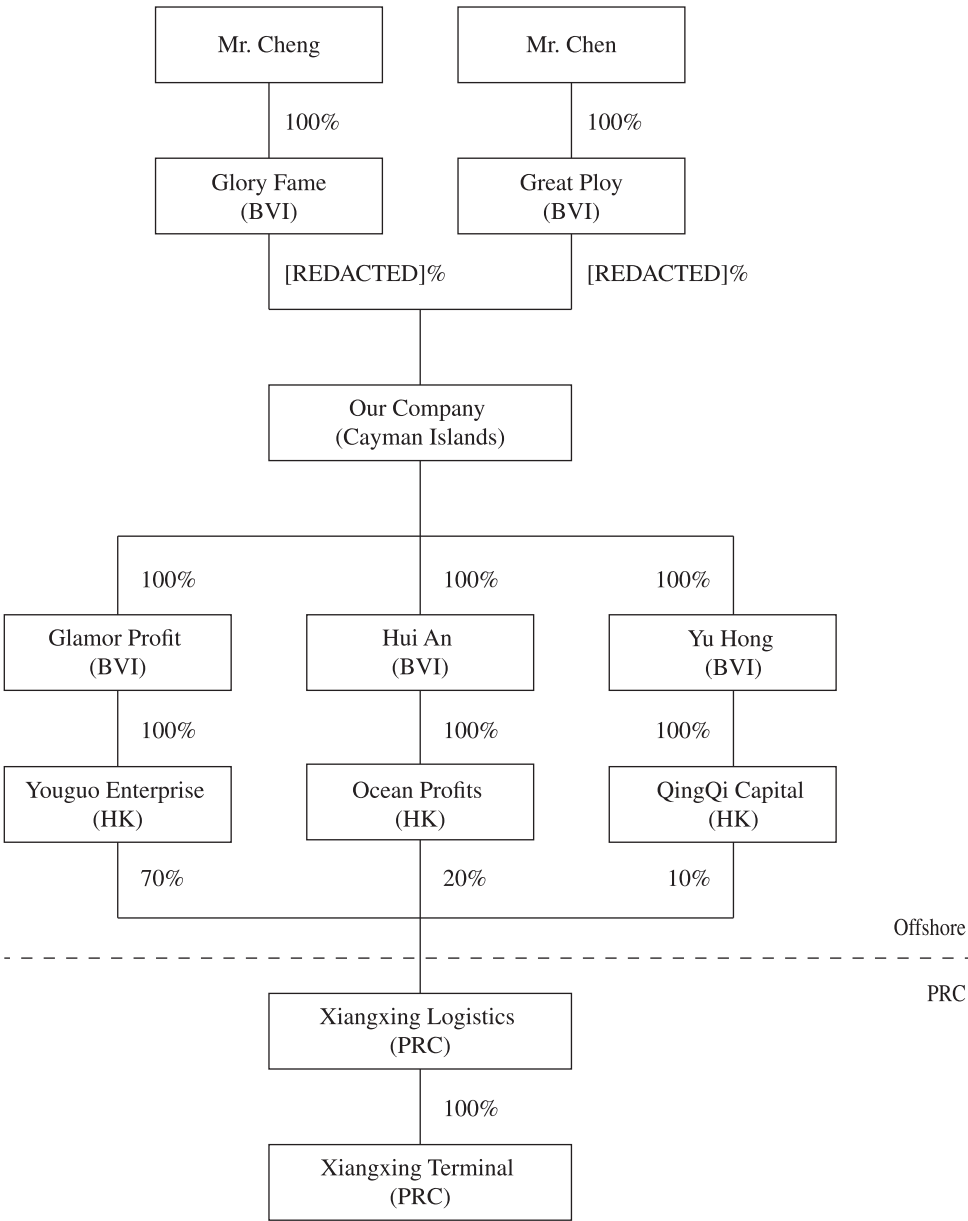 Mr. Cheng
Mr. Chen
100%
100%
Glory Fame
(BVI)
Great Ploy
(BVI)
[REDACTED]%
[REDACTED]%
Our Company
(Cayman Islands)
100%
100%
100%
Glamor Profit
(BVI)
Hui An
(BVI)
Yu Hong
(BVI)
100%
100%
100%
Youguo Enterprise
(HK)
Ocean Profits
(HK)
QingQi Capital
(HK)
70%
20%
10%
Offshore
PRC
Xiangxing Logistics
(PRC)
100%
Xiangxing Terminal
(PRC)